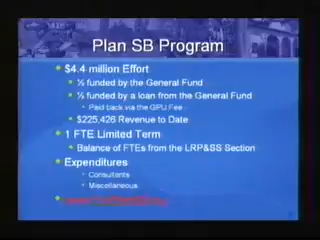 Plan SB Program
$4.4 million Effort
½ funded by the General Fund
½ funded by a loan from the General Fund
Paid back via the GPU Fee
$225,426 Revenue to Date
1 FTE Limited Term
Balance of FTEs from the LRP&SS Section
Expenditures
Consultants
Miscellaneous